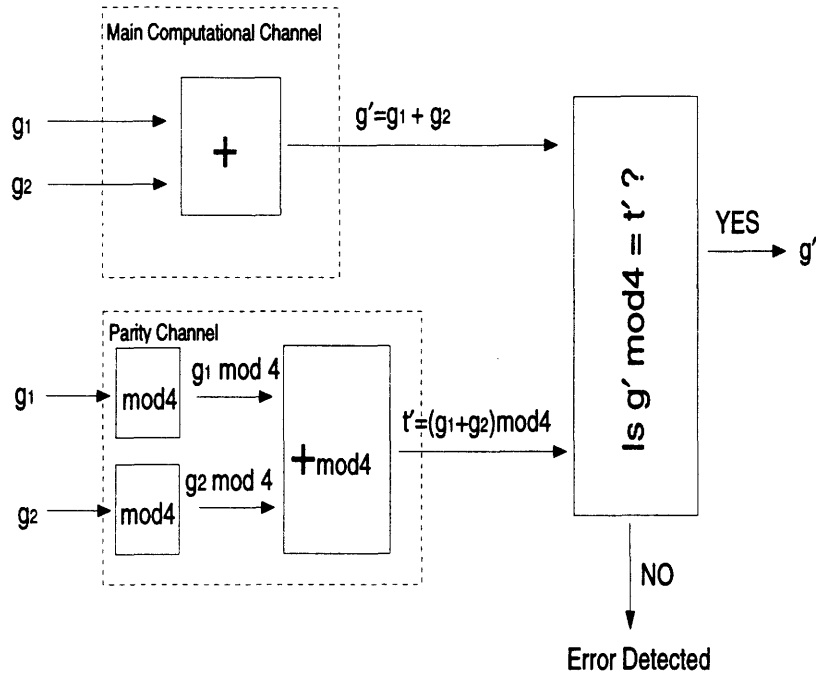 Main Computational Channel
g1
g2
+
g′=g1 + g2
Is g′ mod4 = t′ ?
YES
g′
Parity Channel
g1
mod4
g1 mod 4
g2
mod4
g2 mod 4
+mod4
t′=(g1+g2)mod4
NO
Error Detected